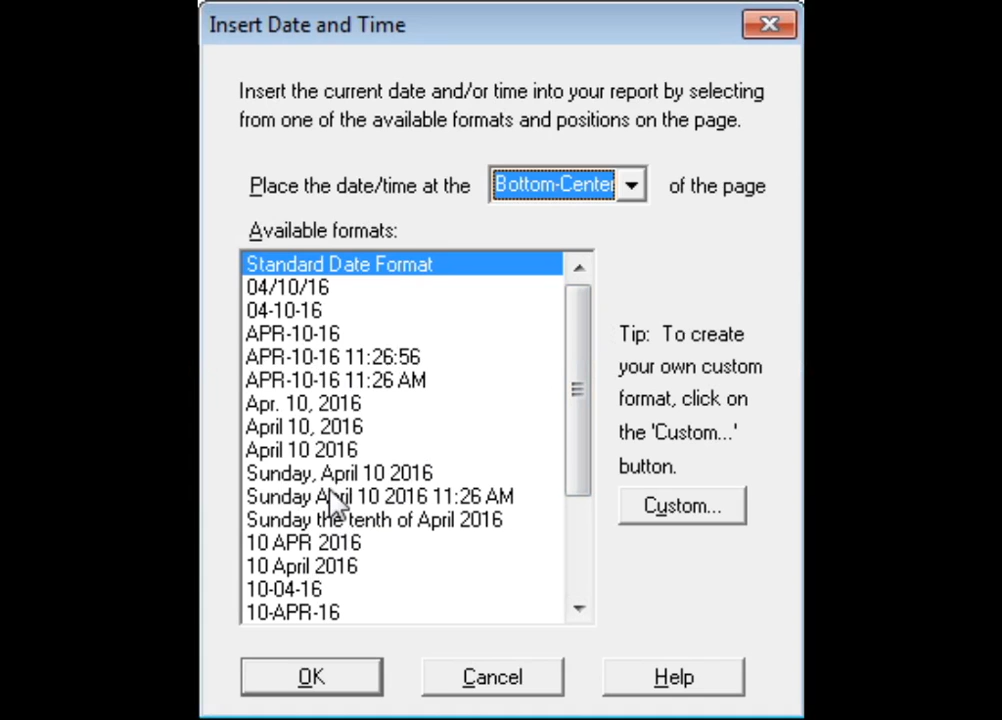 Insert Date and Time
Insert the current date and/or time into your report by selecting
from one of the available formats and positions on the page.
Place the date/time at the Bottom-Center of the page
Available formats:
Standard Date Format
04/10/16
04-10-16
APR-10-16
APR-10-16 11:26:56
APR-10-16 11:26 AM
Apr. 10, 2016
April 10, 2016
April 10 2016
Sunday, April 10 2016
Sunday April 10 2016 11:26 AM
Sunday the tenth of April 2016
10 APR 2016
10 April 2016
10-04-16
10-APR-16
Tip: To create
your own custom
format, click on
the 'Custom...'
button.
Custom...
OK Cancel Help